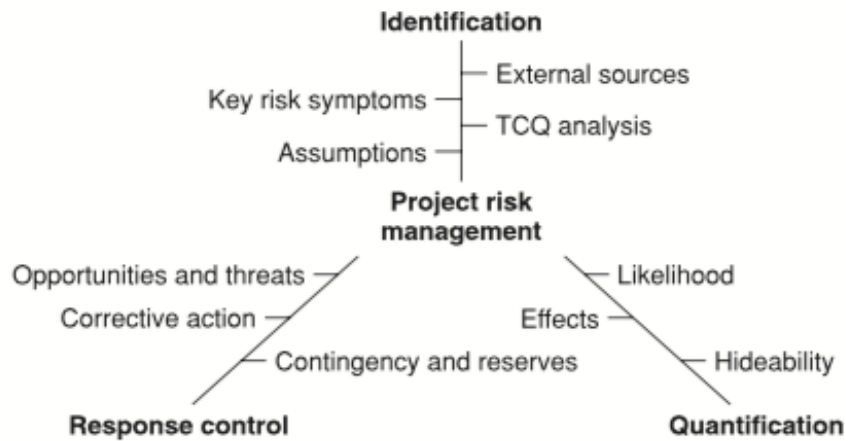 Identification
External sources
Key risk symptoms
TCQ analysis
Assumptions
Project risk
management
Opportunities and threats
Likelihood
Corrective action
Effects
Contingency and reserves
Hideability
Response control
Quantification